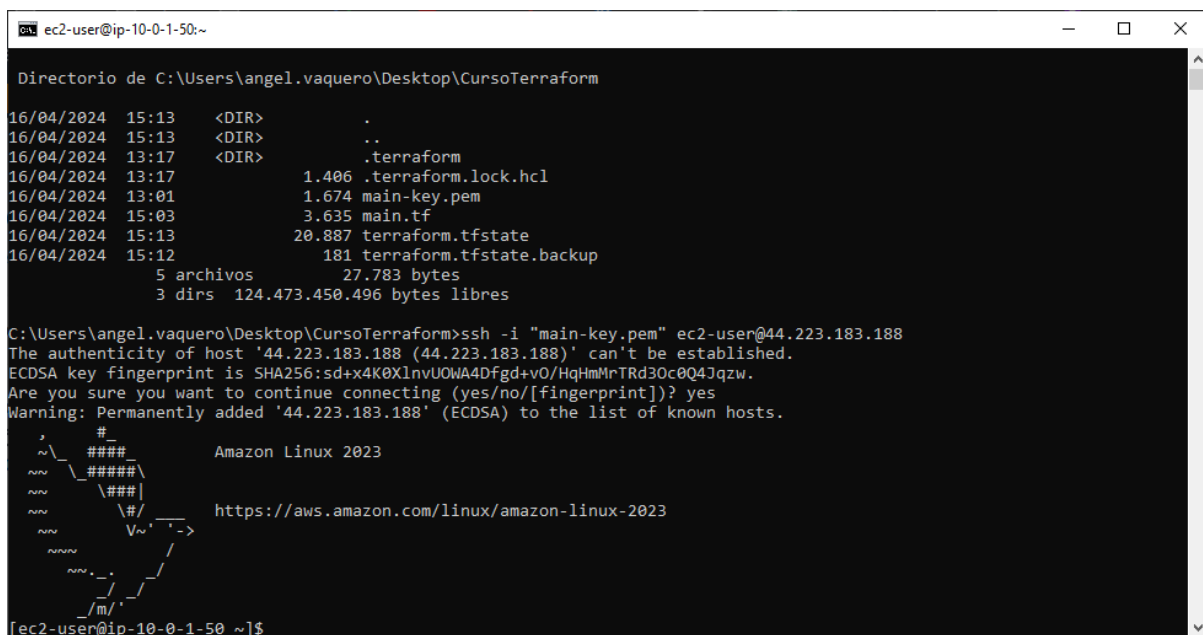 ec2-user@ip-10-0-1-50:~
Directorio de C:\Users\angel.vaquero\Desktop\CursoTerraform
16/04/2024  15:13    <DIR>          .
16/04/2024  15:13    <DIR>          ..
16/04/2024  13:17    <DIR>          .terraform
16/04/2024  13:17             1.406 .terraform.lock.hcl
16/04/2024  13:01             1.674 main-key.pem
16/04/2024  15:03             3.635 main.tf
16/04/2024  15:13            20.887 terraform.tfstate
16/04/2024  15:12               181 terraform.tfstate.backup
               5 archivos         27.783 bytes
               3 dirs  124.473.450.496 bytes libres
C:\Users\angel.vaquero\Desktop\CursoTerraform>ssh -i "main-key.pem" ec2-user@44.223.183.188
The authenticity of host '44.223.183.188 (44.223.183.188)' can't be established.
ECDSA key fingerprint is SHA256:sd+x4K0XlnvUOWA4Dfgd+vO/HqHmMrTRd3Oc0Q4Jqzw.
Are you sure you want to continue connecting (yes/no/[fingerprint])? yes
Warning: Permanently added '44.223.183.188' (ECDSA) to the list of known hosts.
   ,     #_
   ~\_  ####_        Amazon Linux 2023
  ~~  \_#####\
  ~~     \###|
  ~~       \#/ ___   https://aws.amazon.com/linux/amazon-linux-2023
   ~~       V~' '->
    ~~~         /
      ~~._.   _/
         _/ _/
       _/m/'
[ec2-user@ip-10-0-1-50 ~]$